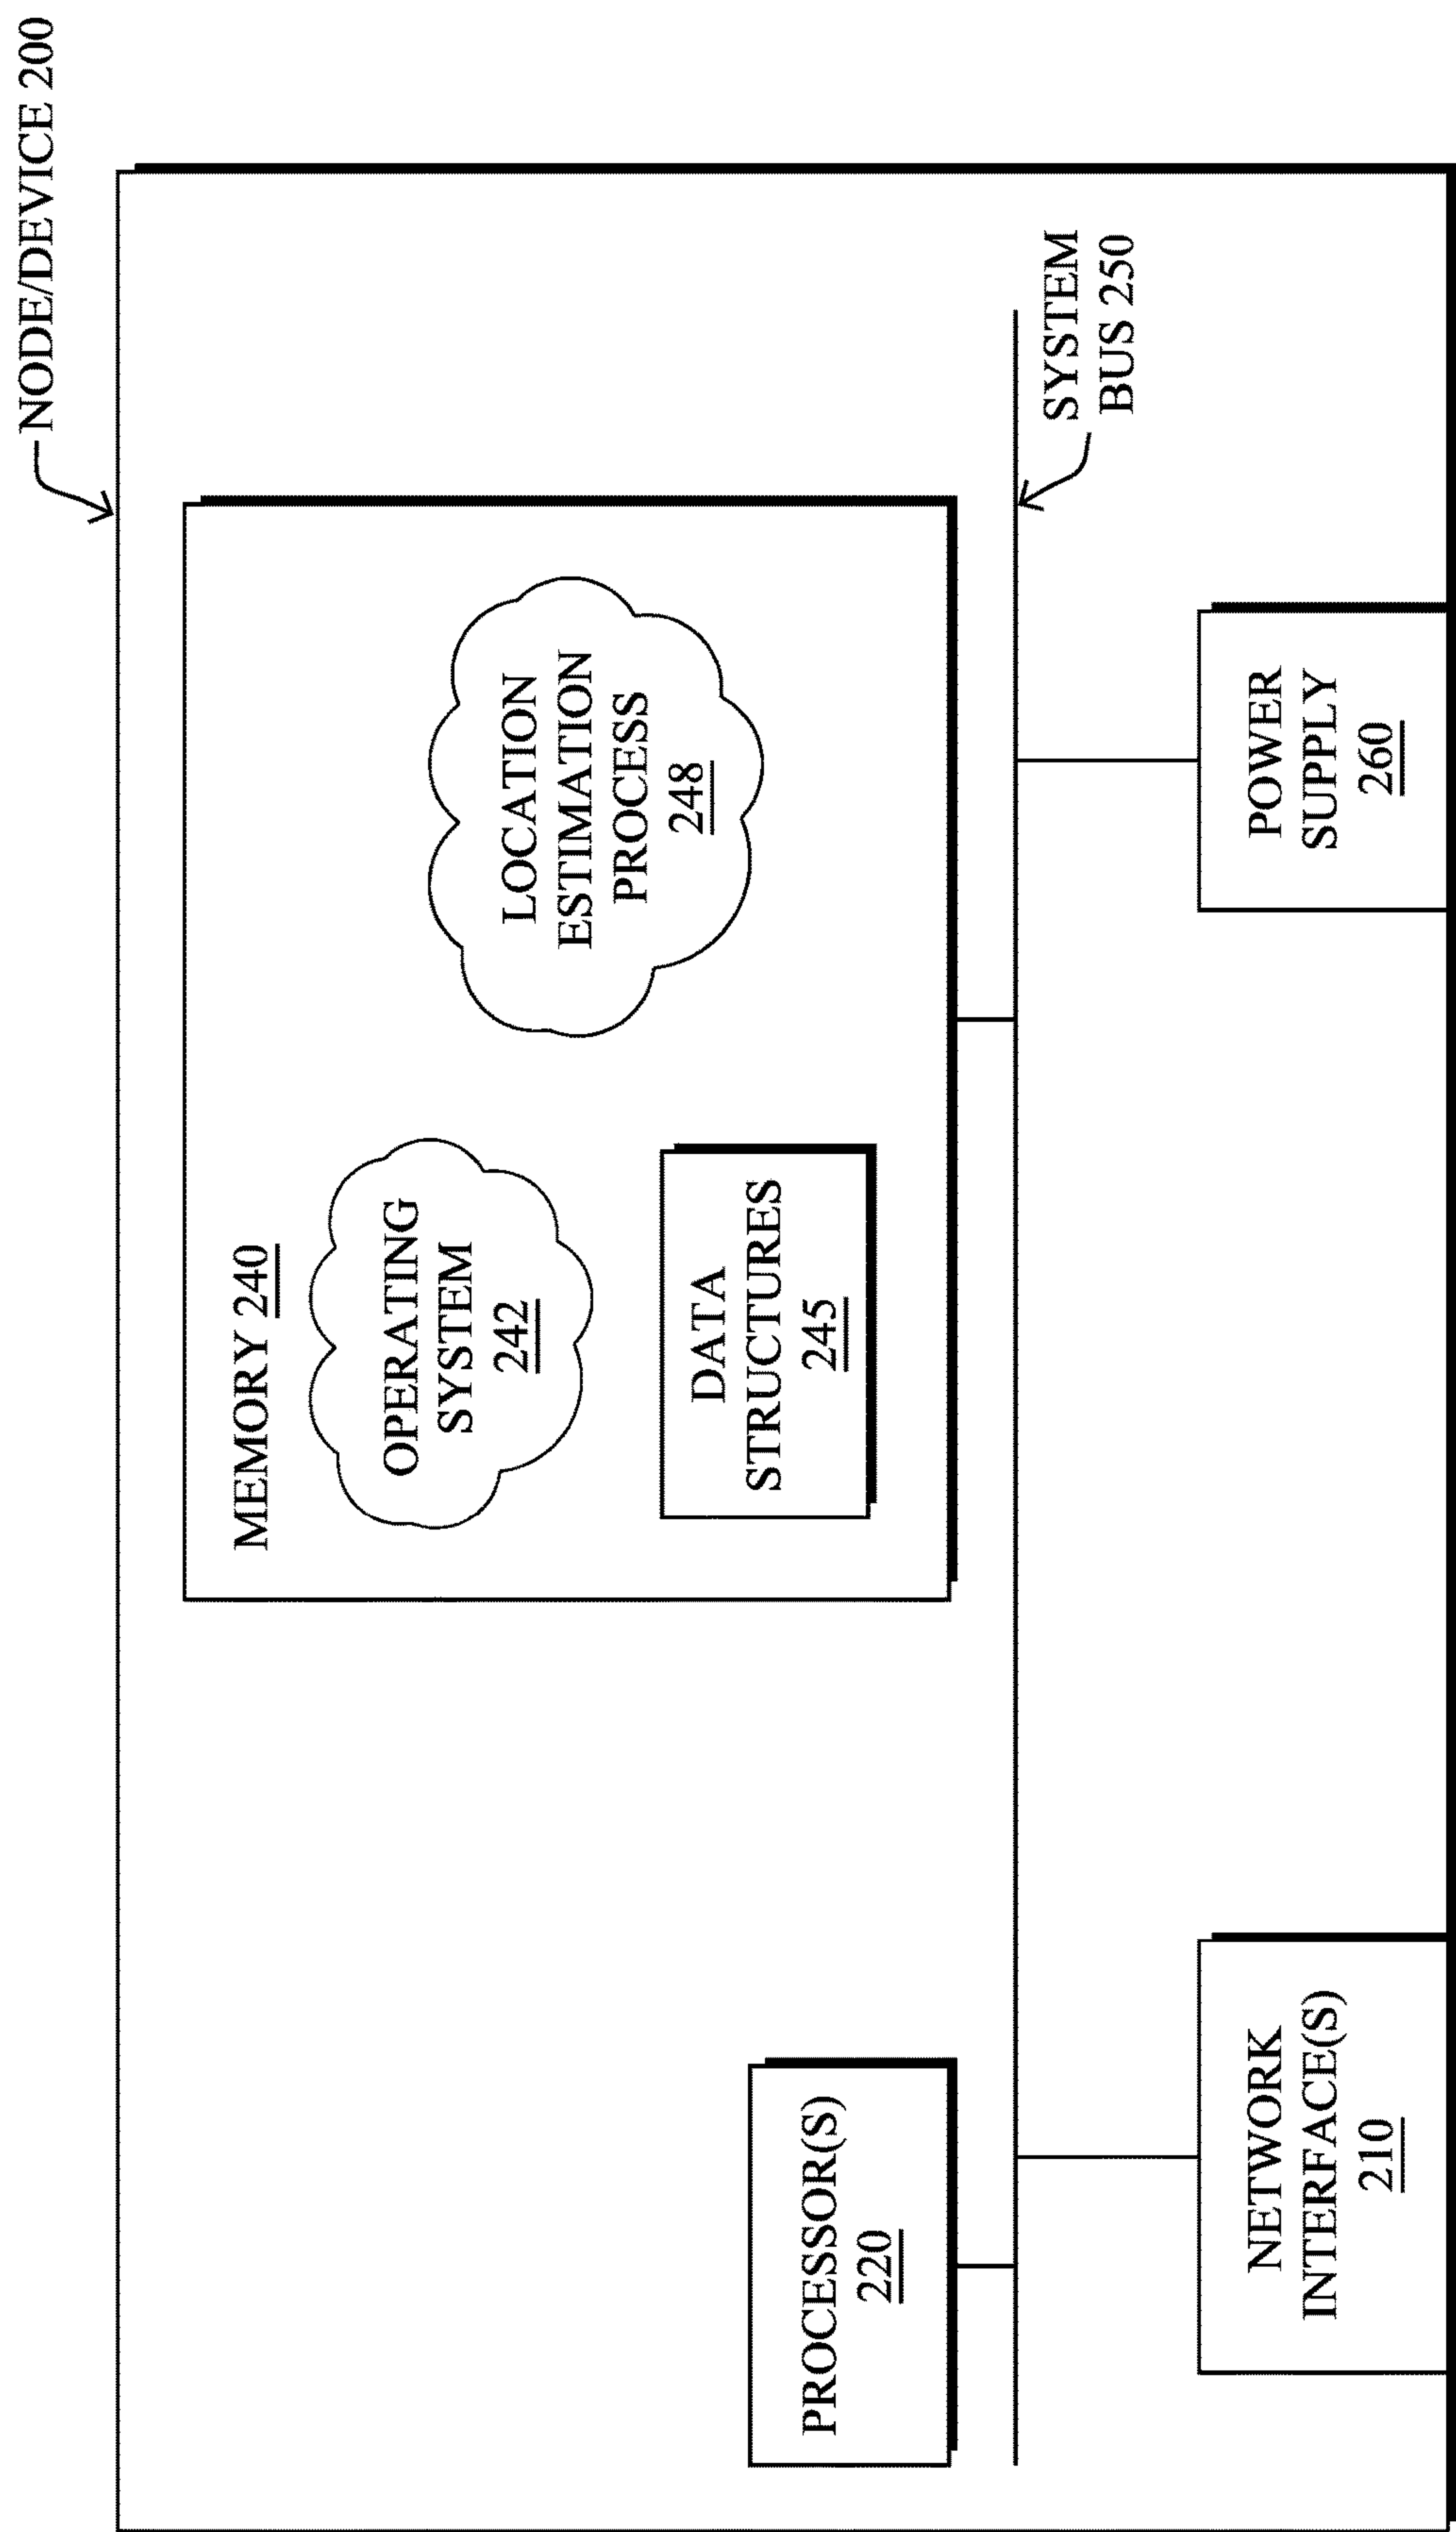 NODE/DEVICE 200
MEMORY 240
OPERATING
SYSTEM
242
LOCATION
ESTIMATION
PROCESS
248
DATA
STRUCTURES
245
PROCESSOR(S)
220
SYSTEM
BUS 250
NETWORK
INTERFACE(S)
210
POWER
SUPPLY
260